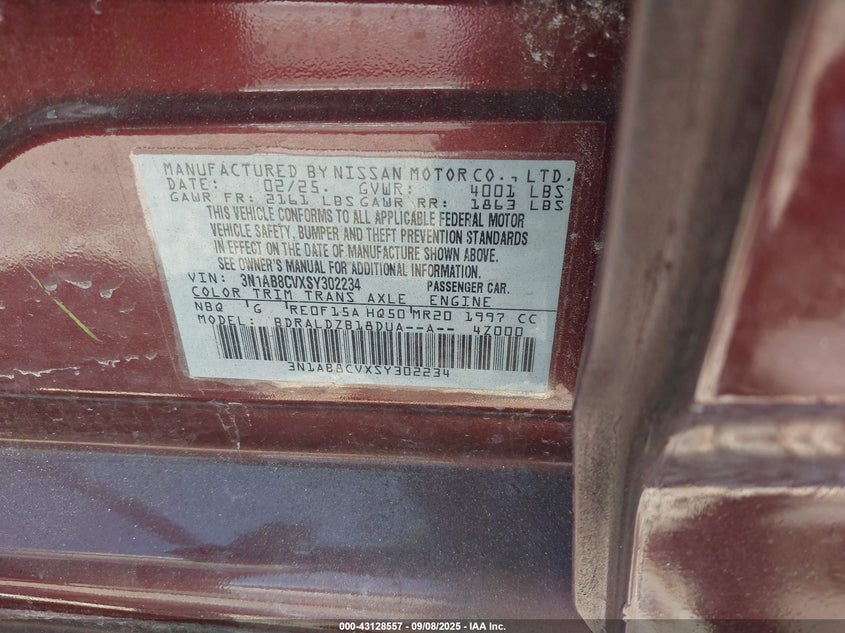 MANUFACTURED BY NISSAN MOTOR CO., LTD.
DATE: 02/25. GVWR: 4001 LBS
GAWR FR: 2161 LBS GAWR RR: 1863 LBS
THIS VEHICLE CONFORMS TO ALL APPLICABLE FEDERAL MOTOR
VEHICLE SAFETY, BUMPER AND THEFT PREVENTION STANDARDS
IN EFFECT ON THE DATE OF MANUFACTURE SHOWN ABOVE.
SEE OWNER'S MANUAL FOR ADDITIONAL INFORMATION.
VIN: 3N1AB8CVXSY302234 PASSENGER CAR.
COLOR TRIM TRANS AXLE ENGINE
NBQ 'G RE0F15A HQ50 MR20 1997 CC
MODEL: BDRALDZB18DUA--A-- 4Z000
3N1AB8CVXSY302234
000-43128557 - 09/08/2025 - IAA Inc.